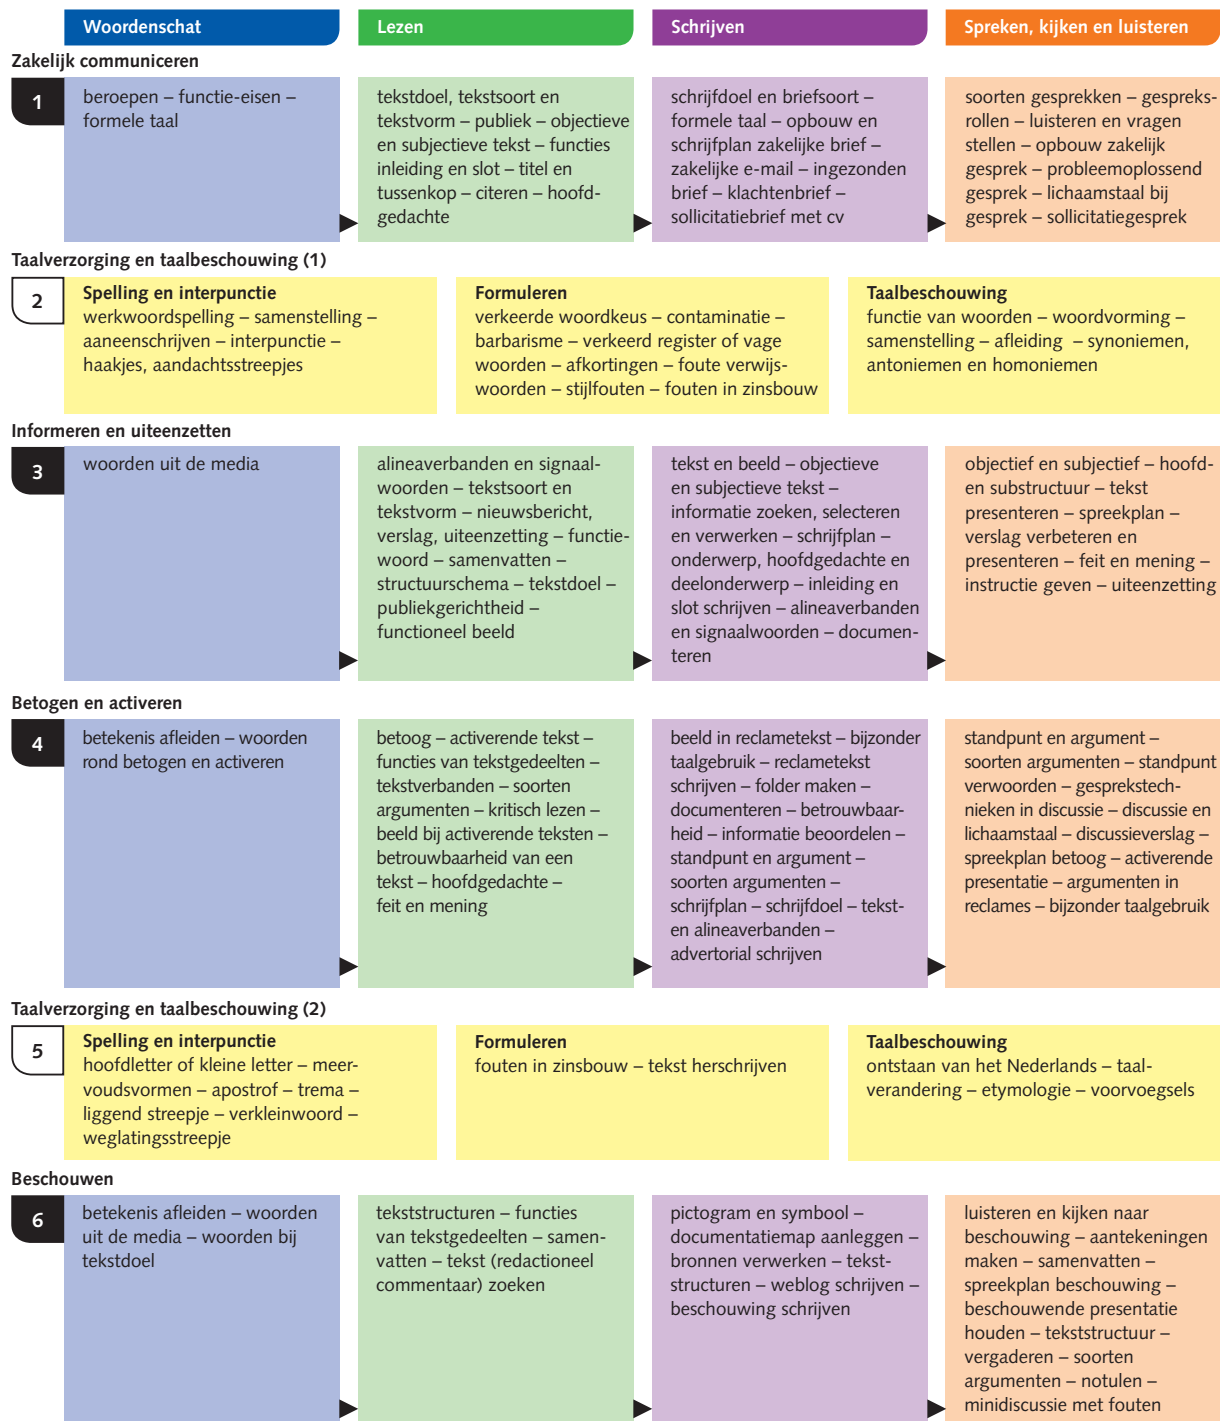 Woordenschat
Lezen
Schrijven
Spreken, kijken en luisteren
Zakelijk communiceren
1
beroepen – functie-eisen –
formele taal
tekstdoel, tekstsoort en
tekstvorm – publiek – objectieve
en subjectieve tekst – functies
inleiding en slot – titel en
tussenkop – citeren – hoofd-
gedachte
schrijfdoel en briefsoort –
formele taal – opbouw en
schrijfplan zakelijke brief –
zakelijke e-mail – ingezonden
brief – klachtenbrief –
sollicitatiebrief met cv
soorten gesprekken – gespreks-
rollen – luisteren en vragen
stellen – opbouw zakelijk
gesprek – probleemoplossend
gesprek – lichaamstaal bij
gesprek – sollicitatiegesprek
Taalverzorging en taalbeschouwing (1)
2
Spelling en interpunctie
werkwoordspelling – samenstelling –
aaneenschrijven – interpunctie –
haakjes, aandachtsstreepjes
Formuleren
verkeerde woordkeus – contaminatie –
barbarisme – verkeerd register of vage
woorden – afkortingen – foute verwijs-
woorden – stijlfouten – fouten in zinsbouw
Taalbeschouwing
functie van woorden – woordvorming –
samenstelling – afleiding – synoniemen,
antoniemen en homoniemen
Informeren en uiteenzetten
3
woorden uit de media
alineaverbanden en signaal-
woorden – tekstsoort en
tekstvorm – nieuwsbericht,
verslag, uiteenzetting – functie-
woord – samenvatten –
structuurschema – tekstdoel –
publiekgerichtheid –
functioneel beeld
tekst en beeld – objectieve
en subjectieve tekst –
informatie zoeken, selecteren
en verwerken – schrijfplan –
onderwerp, hoofdgedachte en
deelonderwerp – inleiding en
slot schrijven – alineaverbanden
en signaalwoorden – documen-
teren
objectief en subjectief – hoofd-
en substructuur – tekst
presenteren – spreekplan –
verslag verbeteren en
presenteren – feit en mening –
instructie geven – uiteenzetting
Betogen en activeren
4
betekenis afleiden – woorden
rond betogen en activeren
betoog – activerende tekst –
functies van tekstgedeelten –
tekstverbanden – soorten
argumenten – kritisch lezen –
beeld bij activerende teksten –
betrouwbaarheid van een
tekst – hoofdgedachte –
feit en mening
beeld in reclametekst – bijzonder
taalgebruik – reclametekst
schrijven – folder maken –
documenteren – betrouwbaar-
heid – informatie beoordelen –
standpunt en argument –
soorten argumenten –
schrijfplan – schrijfdoel – tekst-
en alineaverbanden –
advertorial schrijven
standpunt en argument –
soorten argumenten – standpunt
verwoorden – gesprekstech-
nieken in discussie – discussie en
lichaamstaal – discussieverslag –
spreekplan betoog – activerende
presentatie – argumenten in
reclames – bijzonder taalgebruik
Taalverzorging en taalbeschouwing (2)
5
Spelling en interpunctie
hoofdletter of kleine letter – meer-
voudsvormen – apostrof – trema –
liggend streepje – verkleinwoord –
weglatingsstreepje
Formuleren
fouten in zinsbouw – tekst herschrijven
Taalbeschouwing
ontstaan van het Nederlands – taal-
verandering – etymologie – voorvoegsels
Beschouwen
6
betekenis afleiden – woorden
uit de media – woorden bij
tekstdoel
tekststructuren – functies
van tekstgedeelten – samen-
vatten – tekst (redactioneel
commentaar) zoeken
pictogram en symbool –
documentatiemap aanleggen –
bronnen verwerken – tekst-
structuren – weblog schrijven –
beschouwing schrijven
luisteren en kijken naar
beschouwing – aantekeningen
maken – samenvatten –
spreekplan beschouwing –
beschouwende presentatie
houden – tekststructuur –
vergaderen – soorten
argumenten – notulen –
minidiscussie met fouten